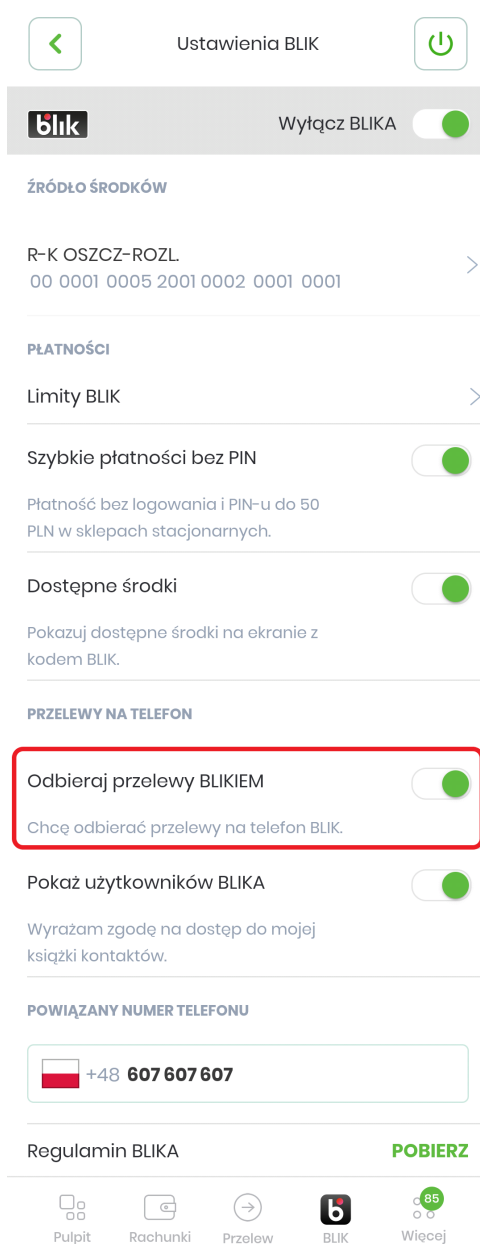 Ustawienia BLIK
blik
Wyłącz BLIKA
ŹRÓDŁO ŚRODKÓW
R-K OSZCZ-ROZL.
00 0001 0005 2001 0002 0001 0001
PŁATNOŚCI
Limity BLIK
Szybkie płatności bez PIN
Płatność bez logowania i PIN-u do 50
PLN w sklepach stacjonarnych.
Dostępne środki
Pokazuj dostępne środki na ekranie z
kodem BLIK.
PRZELEWY NA TELEFON
Odbieraj przelewy BLIKIEM
Chcę odbierać przelewy na telefon BLIK.
Pokaż użytkowników BLIKA
Wyrażam zgodę na dostęp do mojej
książki kontaktów.
POWIĄZANY NUMER TELEFONU
+48 607 607 607
Regulamin BLIKA
POBIERZ
85
Pulpit Rachunki Przelew BLIK Więcej